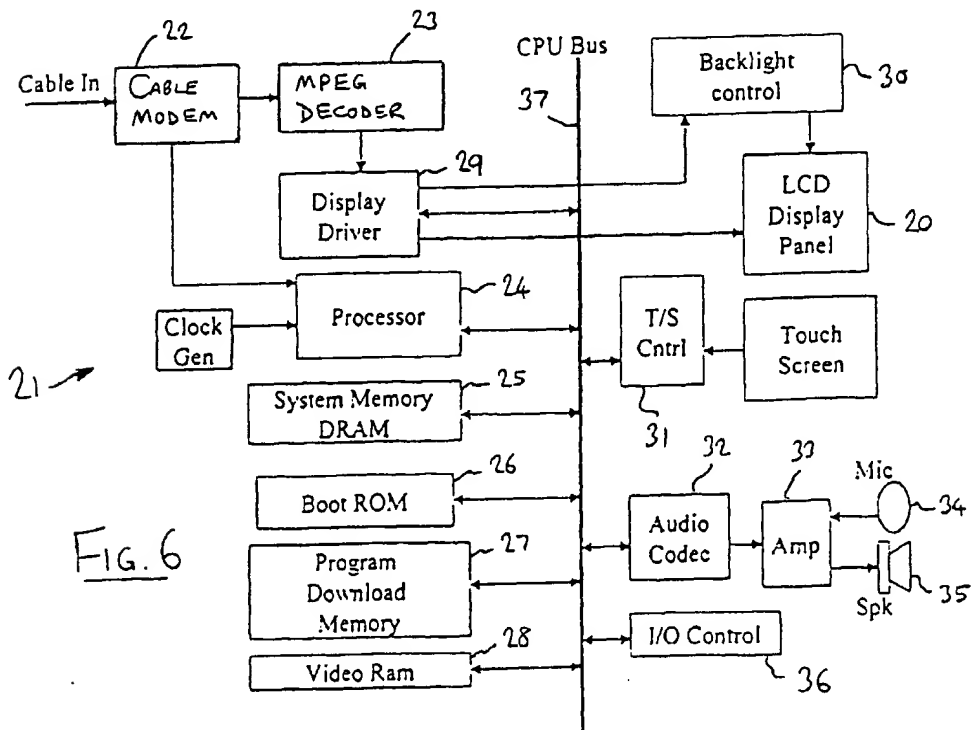 22
23
CPU Bus
Cable In
CABLE
MODEM
MPEG
DECODER
37
Backlight
control
30
29
Display
Driver
LCD
Display
Panel
20
24
Processor
Clock
Gen
T/S
Cntrl
Touch
Screen
21
25
System Memory
DRAM
31
26
Boot ROM
32
33
Mic
34
Audio
Codec
Amp
FIG. 6
27
Program
Download
Memory
Spk
35
28
Video Ram
I/O Control
36